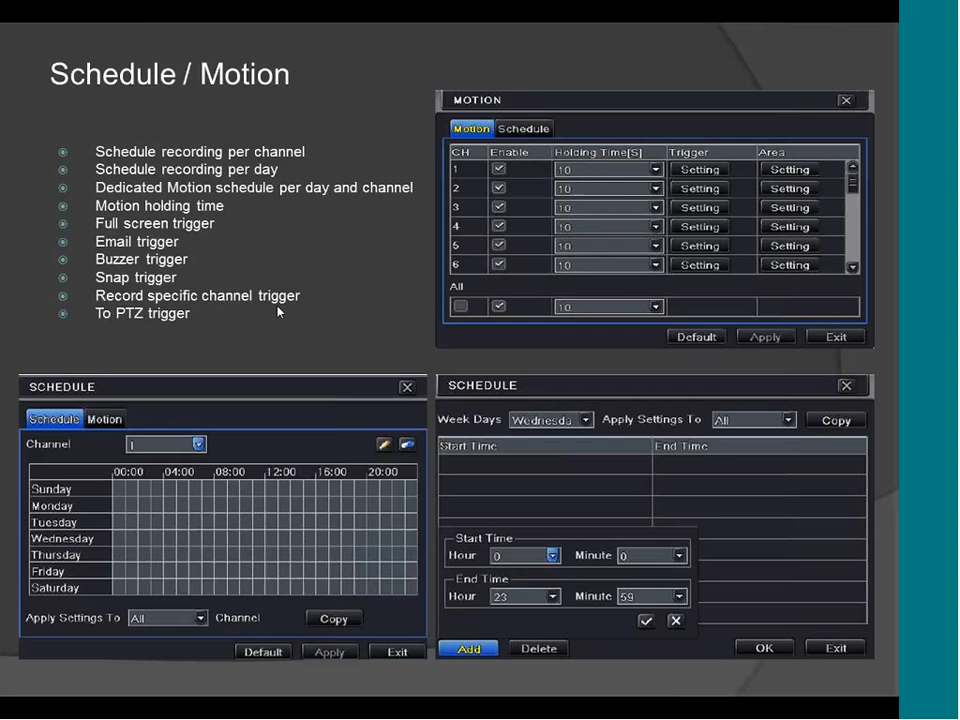 Schedule / Motion
Schedule recording per channel
Schedule recording per day
Dedicated Motion schedule per day and channel
Motion holding time
Full screen trigger
Email trigger
Buzzer trigger
Snap trigger
Record specific channel trigger
To PTZ trigger
MOTION
Motion Schedule
CH Enable Holding Time[S] Trigger Area
1 10 Setting Setting
2 10 Setting Setting
3 10 Setting Setting
4 10 Setting Setting
5 10 Setting Setting
6 10 Setting Setting
All
10
Default Apply Exit
SCHEDULE
Schedule Motion
Channel 1
00:00 04:00 08:00 12:00 16:00 20:00
Sunday
Monday
Tuesday
Wednesday
Thursday
Friday
Saturday
Apply Settings To All Channel Copy
Default Apply Exit
SCHEDULE
Week Days Wednesda Apply Settings To All Copy
Start Time End Time
Start Time
Hour 0 Minute 0
End Time
Hour 23 Minute 59
Add Delete OK Exit